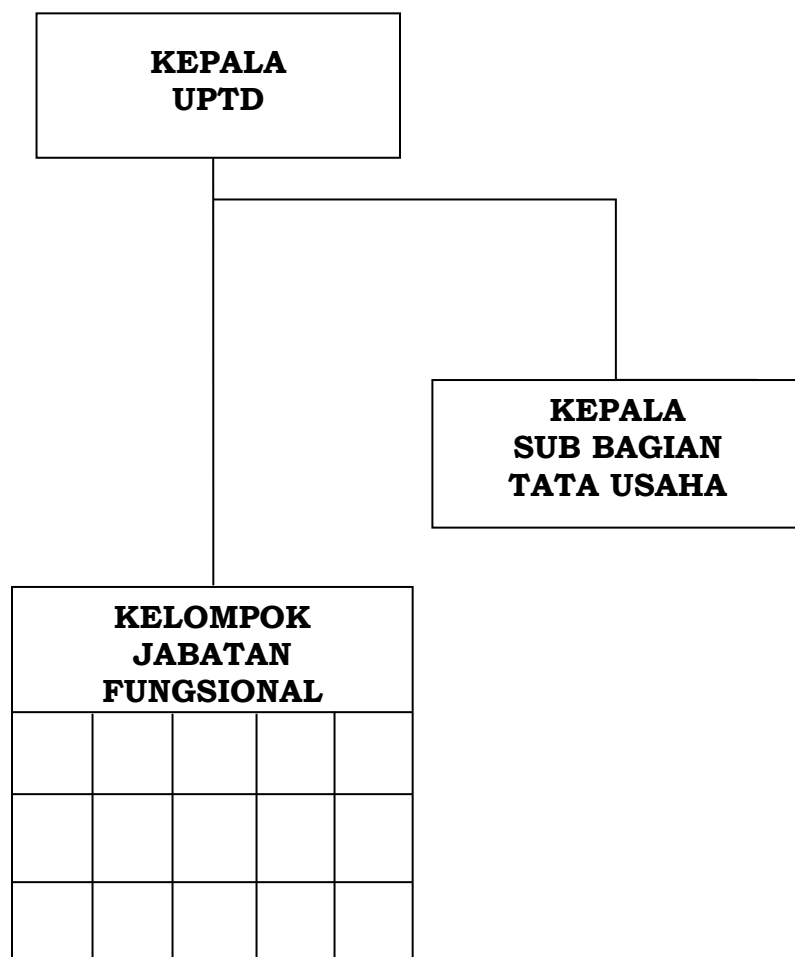 KEPALA
UPTD
KEPALA
SUB BAGIAN
TATA USAHA
KELOMPOK
JABATAN
FUNGSIONAL